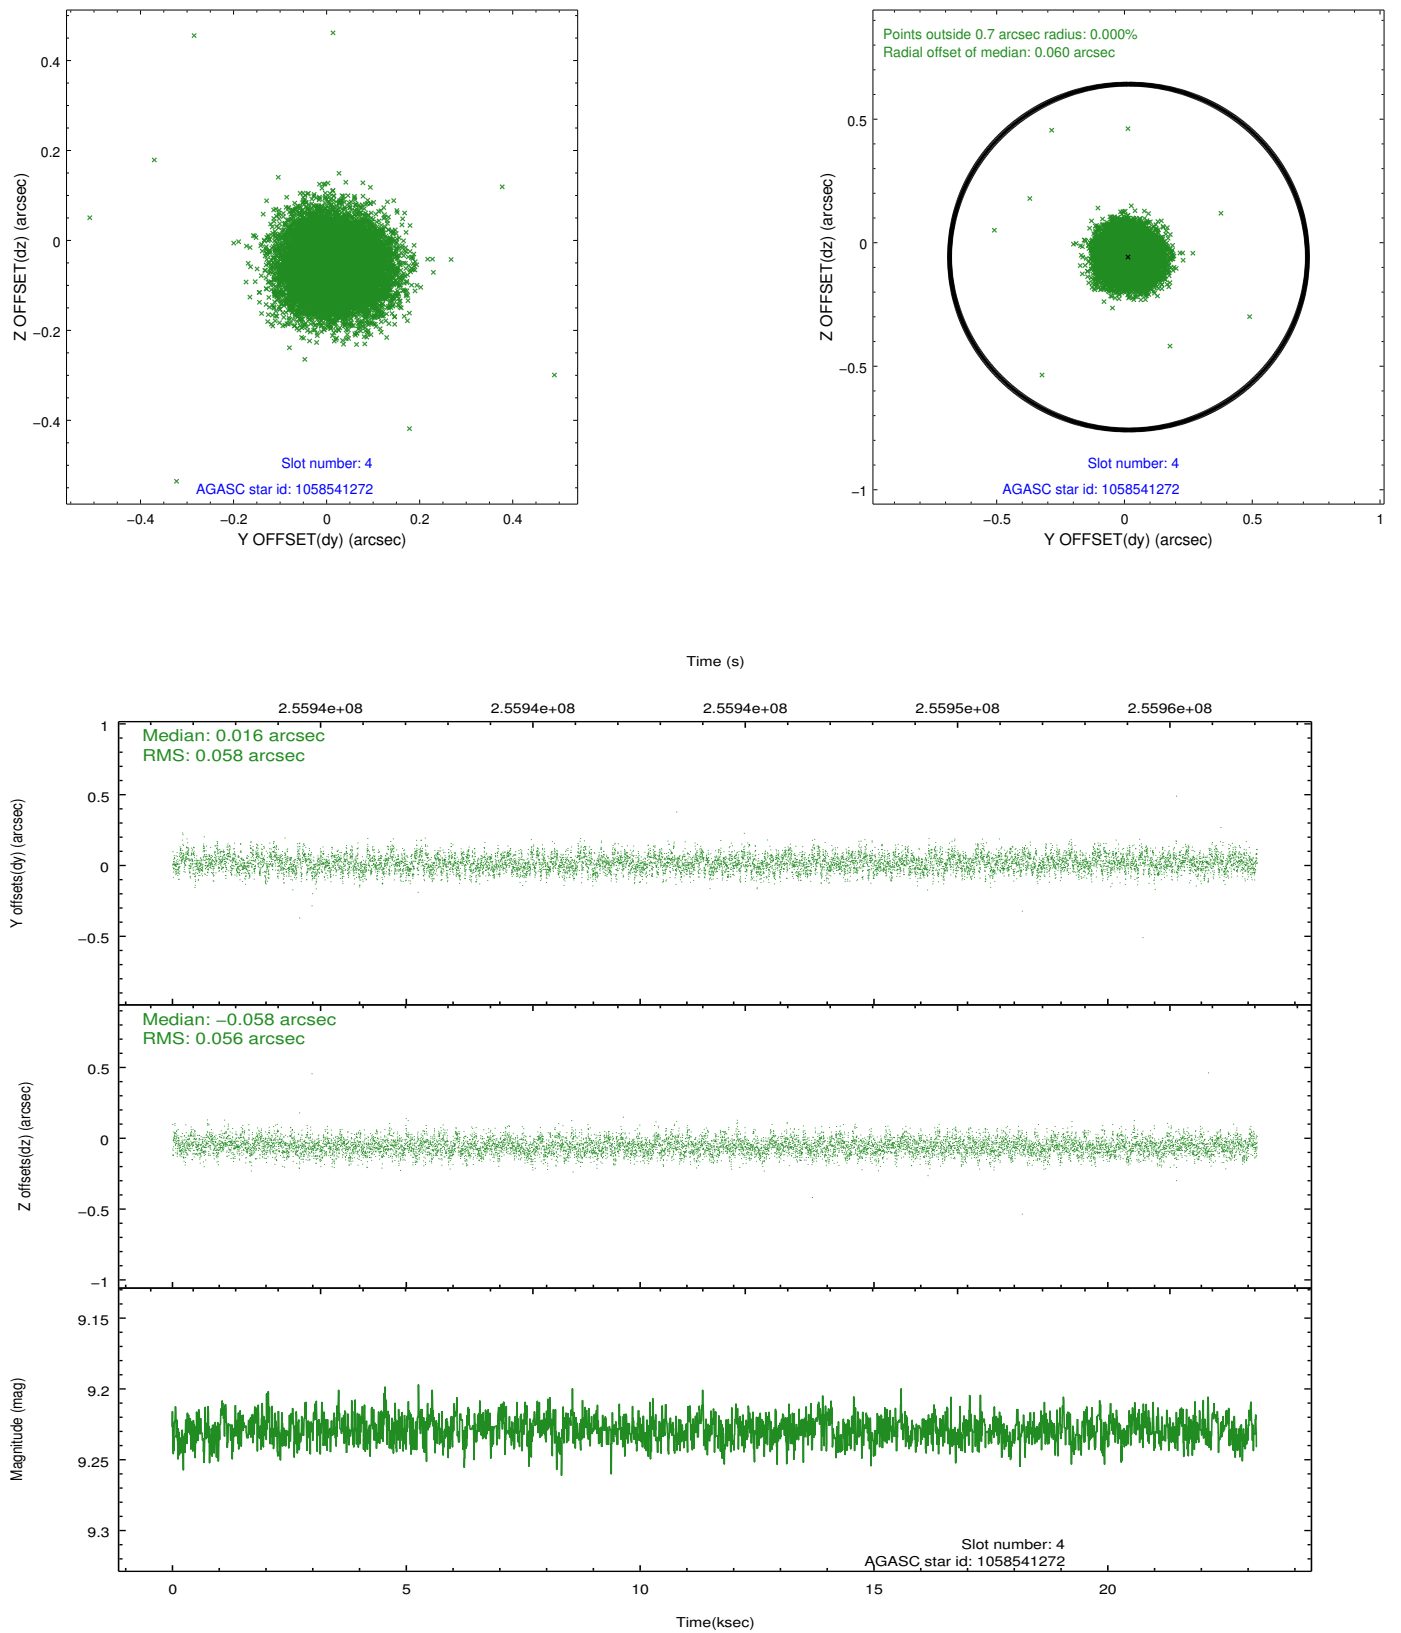 0.4
0.2
0
−0.2
−0.4
Z OFFSET(dz) (arcsec)
Slot number: 4
AGASC star id: 1058541272
−0.4 −0.2 0 0.2 0.4
Y OFFSET(dy) (arcsec)
Points outside 0.7 arcsec radius: 0.000%
Radial offset of median: 0.060 arcsec
0.5
0
−0.5
−1
Z OFFSET(dz) (arcsec)
Slot number: 4
AGASC star id: 1058541272
−0.5 0 0.5 1
Y OFFSET(dy) (arcsec)
Time (s)
2.5594e+08 2.5594e+08 2.5594e+08 2.5595e+08 2.5596e+08
Median: 0.016 arcsec
RMS: 0.058 arcsec
1
0.5
0
−0.5
Y offsets(dy) (arcsec)
Median: −0.058 arcsec
RMS: 0.056 arcsec
0.5
0
−0.5
−1
Z offsets(dz) (arcsec)
9.15
9.2
9.25
9.3
Magnitude (mag)
Slot number: 4
AGASC star id: 1058541272
0 5 10 15 20
Time(ksec)